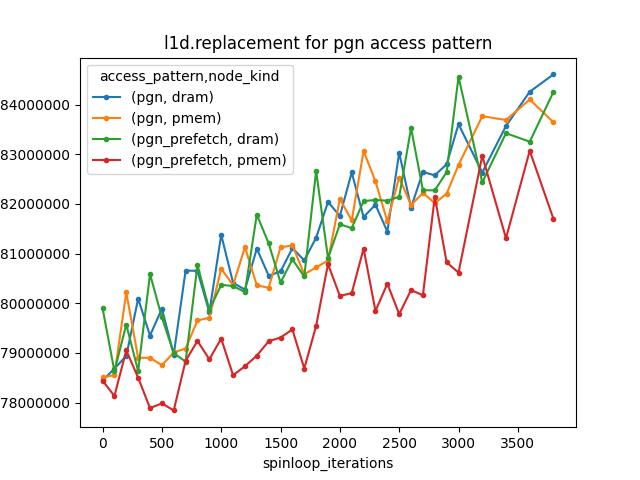 l1d.replacement for pgn access pattern
access_pattern,node_kind
(pgn, dram)
(pgn, pmem)
(pgn_prefetch, dram)
(pgn_prefetch, pmem)
84000000
83000000
82000000
81000000
80000000
79000000
78000000
0 500 1000 1500 2000 2500 3000 3500
spinloop_iterations